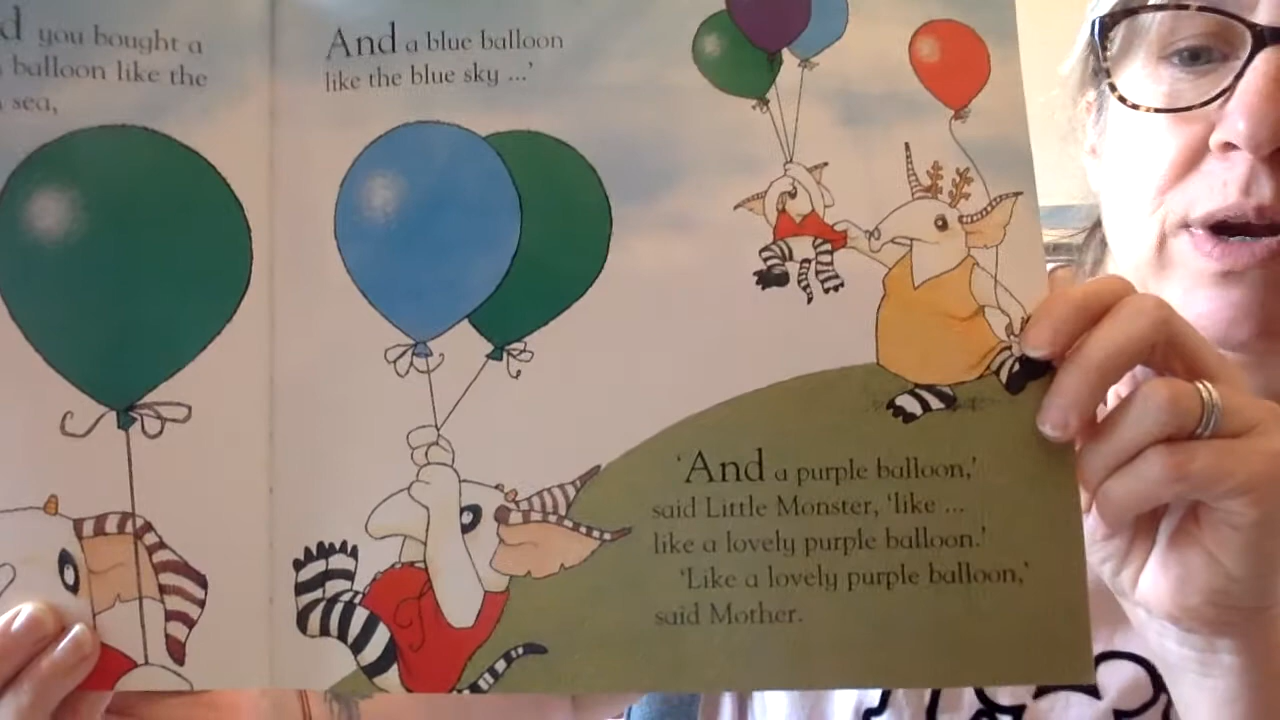 d you bought a
balloon like the
sea,
And a blue balloon
like the blue sky ...'
'And a purple balloon,'
said Little Monster, 'like ...
like a lovely purple balloon.'
'Like a lovely purple balloon,'
said Mother.